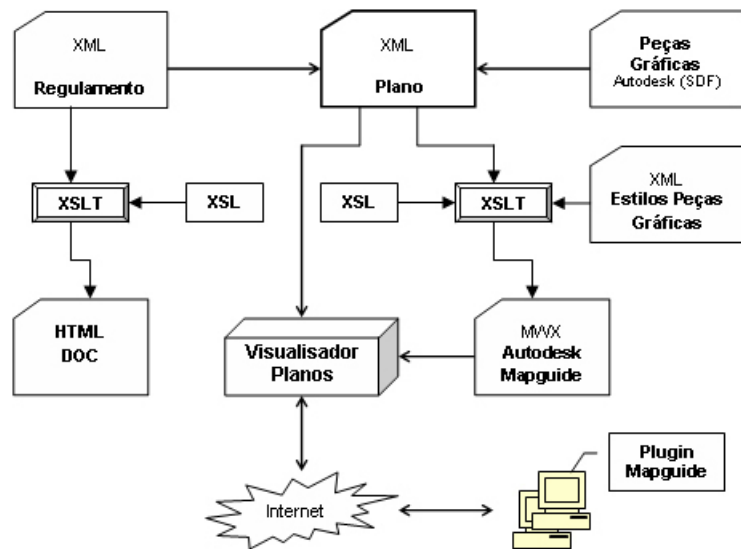 XML
Regulamento
XML
Plano
Peças
Gráficas
Autodesk (SDF)
XSLT
XSL
XSL
XSLT
XML
Estilos Peças
Gráficas
HTML
DOC
Visualisador
Planos
MWX
Autodesk
Mapguide
Internet
Plugin
Mapguide